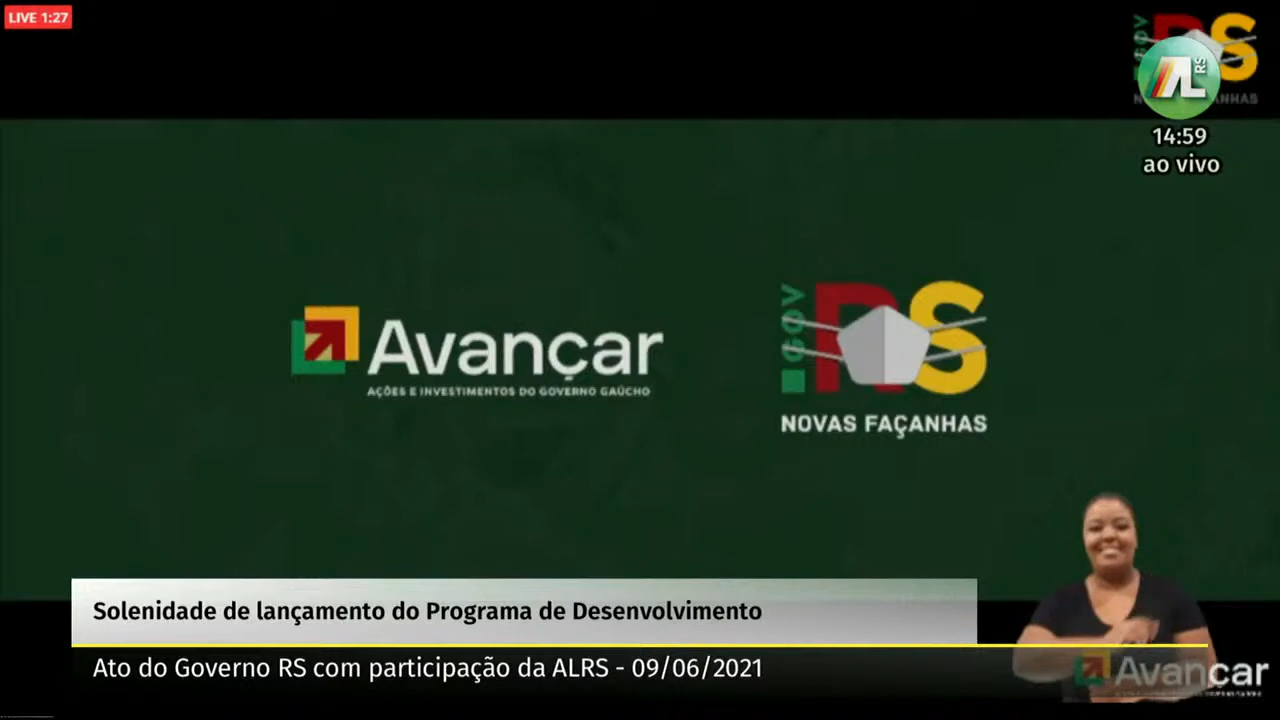 LIVE 1:27
.GOV
RS
AL
RS
14:59
ao vivo
Avançar
AÇÕES E INVESTIMENTOS DO GOVERNO GAÚCHO
.GOV
RS
NOVAS FAÇANHAS
Solenidade de lançamento do Programa de Desenvolvimento
Ato do Governo RS com participação da ALRS - 09/06/2021
Avançar